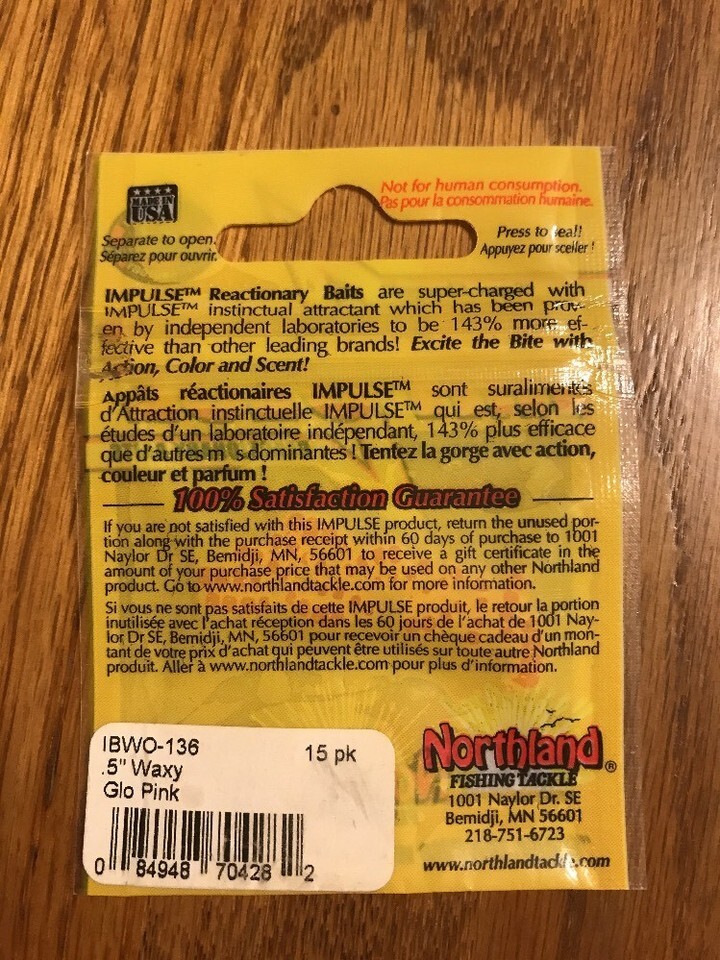 MADE IN
USA
Not for human consumption.
Pas pour la consommation humaine.
Separate to open.
Séparez pour ouvrir.
Press to seal!
Appuyez pour sceller!
IMPULSE™ Reactionary Baits are super-charged with
IMPULSE™ instinctual attractant which has been prov-
en by independent laboratories to be 143% more ef-
fective than other leading brands! Excite the Bite with
Action, Color and Scent!
Appâts réactionaires IMPULSE™ sont suralimentés
d'Attraction instinctuelle IMPULSE™ qui est, selon les
études d'un laboratoire indépendant, 143% plus efficace
que d'autres dominantes ! Tentez la gorge avec action,
couleur et parfum !
100% Satisfaction Guarantee
If you are not satisfied with this IMPULSE product, return the unused por-
tion along with the purchase receipt within 60 days of purchase to 1001
Naylor Dr SE, Bemidji, MN, 56601 to receive a gift certificate in the
amount of your purchase price that may be used on any other Northland
product. Go to www.northlandtackle.com for more information.
Si vous ne sont pas satisfaits de cette IMPULSE produit, le retour la portion
inutilisée avec l'achat réception dans les 60 jours de l'achat de 1001 Nay-
lor Dr SE, Bemidji, MN, 56601 pour recevoir un chèque cadeau d'un mon-
tant de votre prix d'achat qui peuvent être utilisés sur toute autre Northland
produit. Aller à www.northlandtackle.com pour plus d'information.
IBWO-136
15 pk
.5" Waxy
Glo Pink
0 84948 70428 2
Northland®
FISHING TACKLE
1001 Naylor Dr. SE
Bemidji, MN 56601
218-751-6723
www.northlandtackle.com